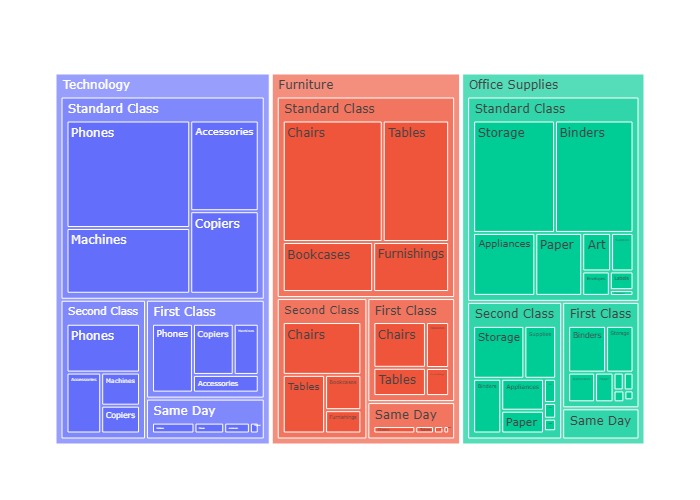 Technology
Standard Class
Phones
Accessories
Machines
Copiers
Second Class
Phones
Accessories
Machines
Copiers
First Class
Phones
Copiers
Machines
Accessories
Same Day
Furniture
Standard Class
Chairs
Tables
Bookcases
Furnishings
Second Class
Chairs
Tables
Bookcases
Furnishings
First Class
Chairs
Tables
Same Day
Office Supplies
Standard Class
Storage
Binders
Appliances
Paper
Art
Envelopes
Labels
Second Class
Storage
Supplies
Binders
Appliances
Paper
First Class
Binders
Storage
Same Day